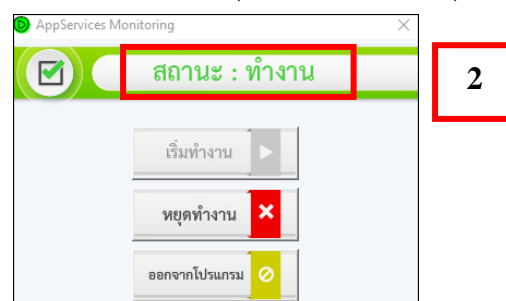 AppServices Monitoring
สถานะ : ทำงาน
2
เริ่มทำงาน
หยุดทำงาน
ออกจากโปรแกรม